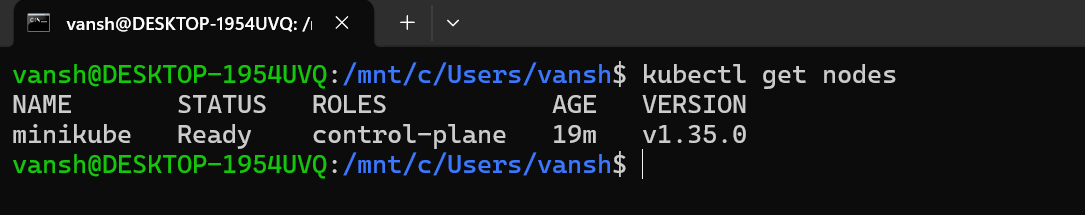 vansh@DESKTOP-1954UVQ: /
vansh@DESKTOP-1954UVQ:/mnt/c/Users/vansh$ kubectl get nodes
NAME       STATUS   ROLES           AGE   VERSION
minikube   Ready    control-plane   19m   v1.35.0
vansh@DESKTOP-1954UVQ:/mnt/c/Users/vansh$